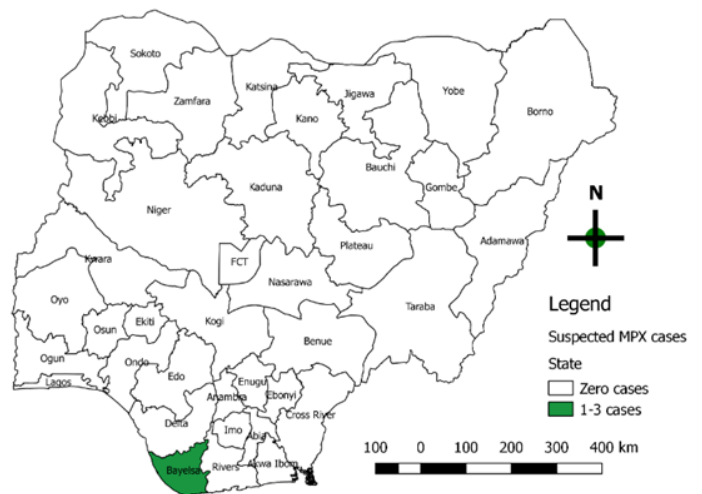 Sokoto
Katsina
Jigawa
Yobe
Zamfara
Kebbi
Kano
Borno
Bauchi
Kaduna
Gombe
Niger
N
Plateau
Adamawa
Kwara
FCT
Nasarawa
Oyo
Taraba
Legend
Osun
Ekiti
Kogi
Benue
Suspected MPX cases
Ogun
Ondo
State
Lagos
Edo
Enugu
Zero cases
Anambra
Ebonyi
1-3 cases
Delta
Cross River
Imo
Abia
Bayelsa
Rivers
Akwa Ibom
100 0 100 200 300 400 km